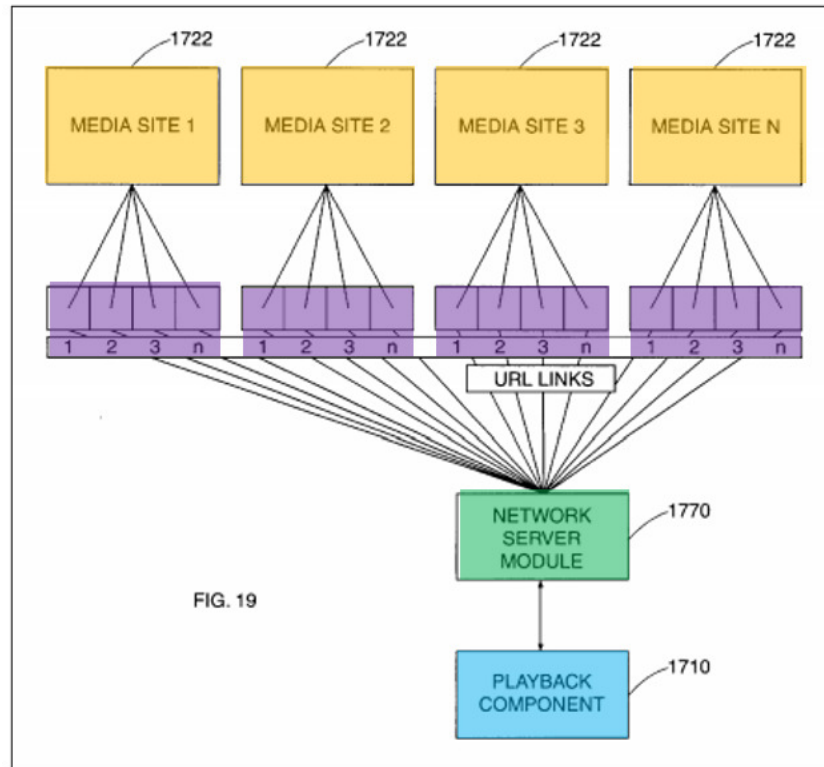 1722 1722 1722 1722
MEDIA SITE 1 MEDIA SITE 2 MEDIA SITE 3 MEDIA SITE N
1 2 3 n 1 2 3 n 1 2 3 n 1 2 3 n
URL LINKS
NETWORK
SERVER
MODULE
1770
FIG. 19
PLAYBACK
COMPONENT
1710